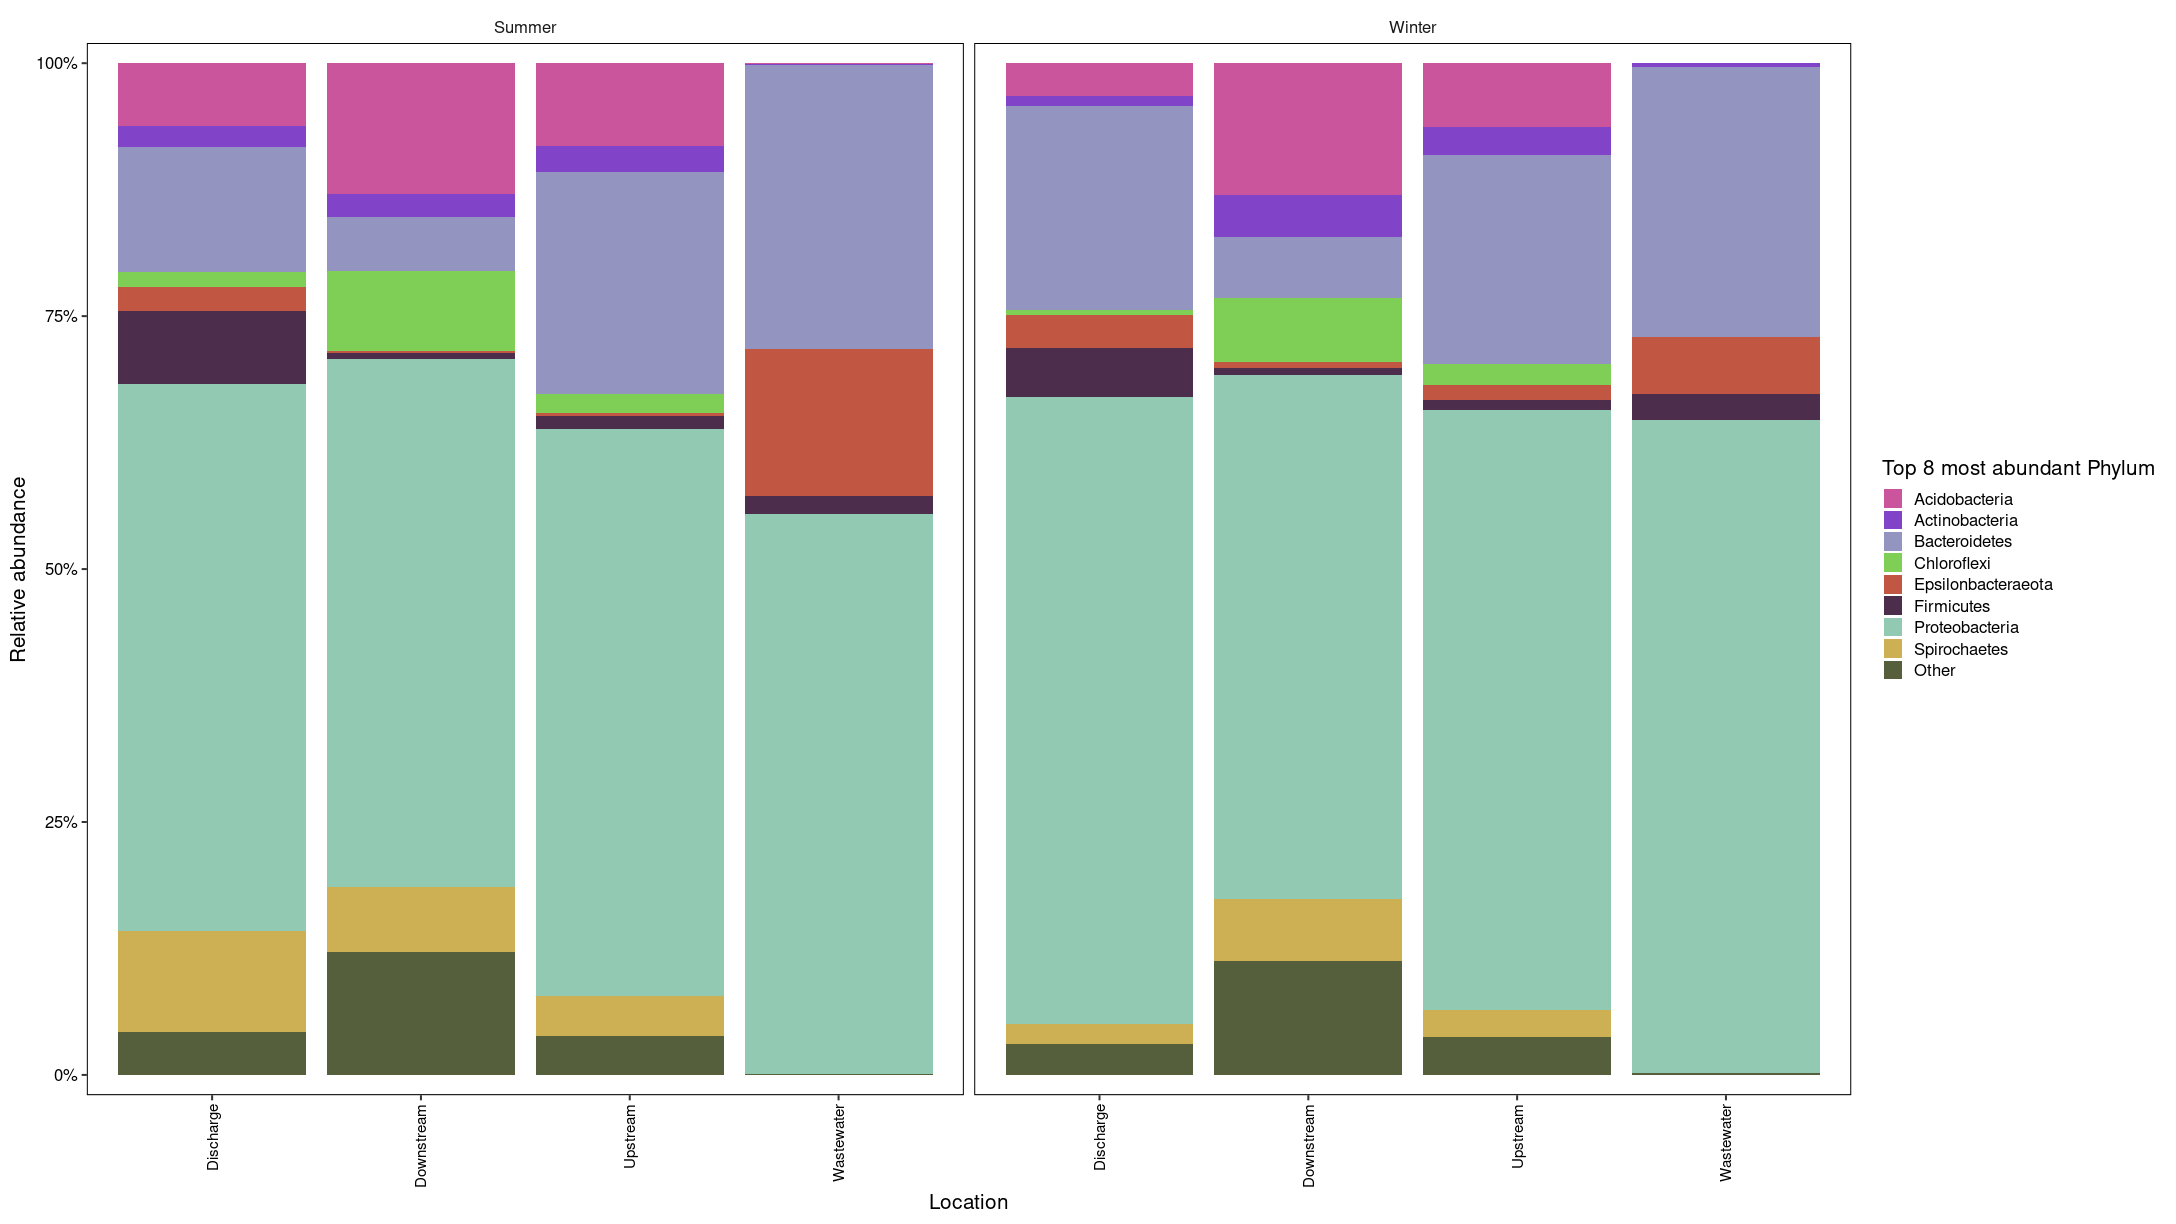 Summer
Winter
100%
75%
50%
25%
0%
Relative abundance
Discharge
Downstream
Upstream
Wastewater
Discharge
Downstream
Upstream
Wastewater
Location
Top 8 most abundant Phylum
Acidobacteria
Actinobacteria
Bacteroidetes
Chloroflexi
Epsilonbacteraeota
Firmicutes
Proteobacteria
Spirochaetes
Other